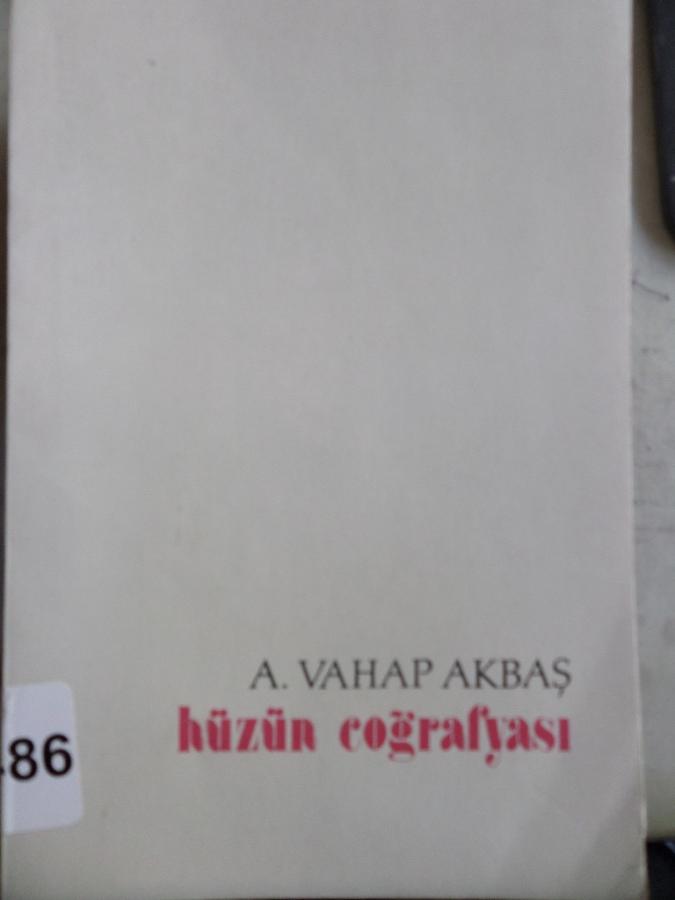 A. VAHAP AKBAŞ
hüzün coğrafyası
86